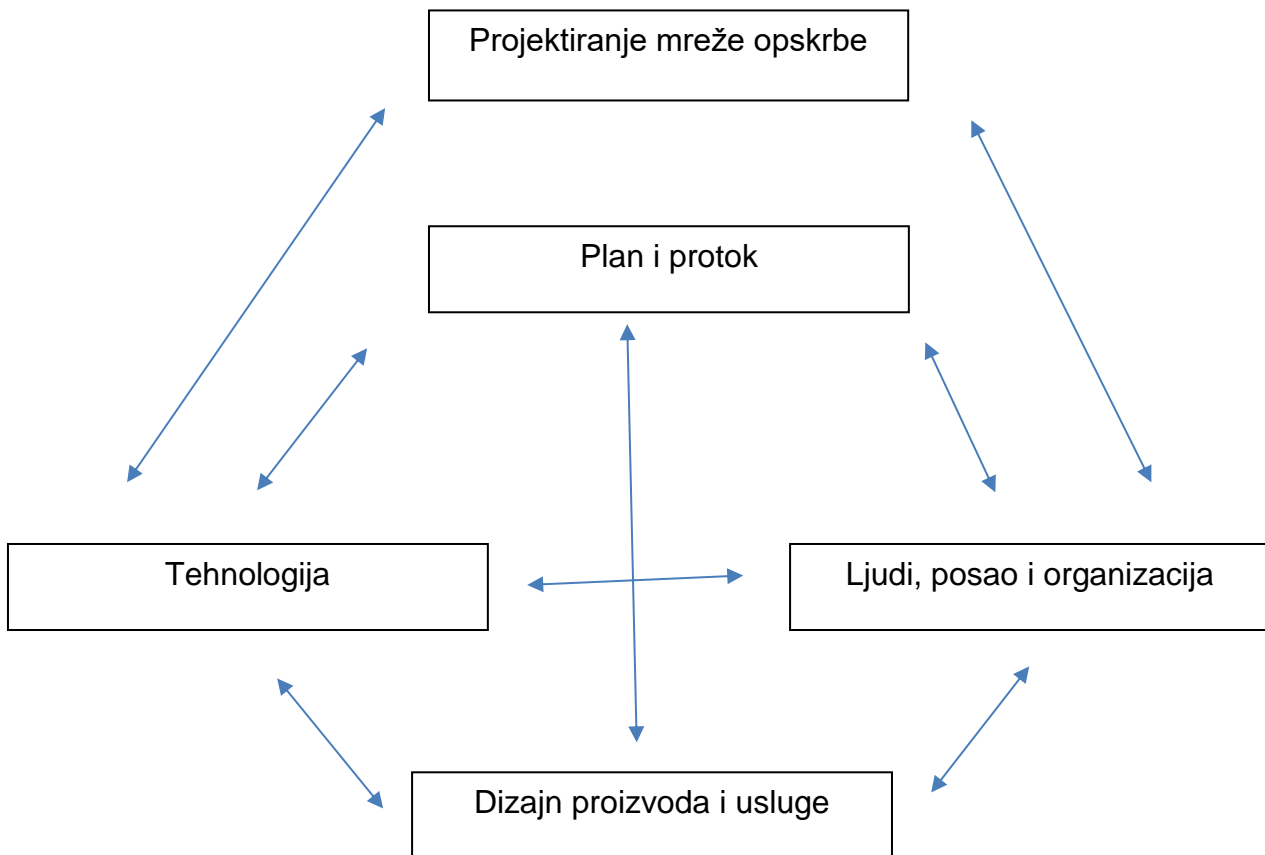 Projektiranje mreže opskrbe
Plan i protok
Tehnologija
Ljudi, posao i organizacija
Dizajn proizvoda i usluge